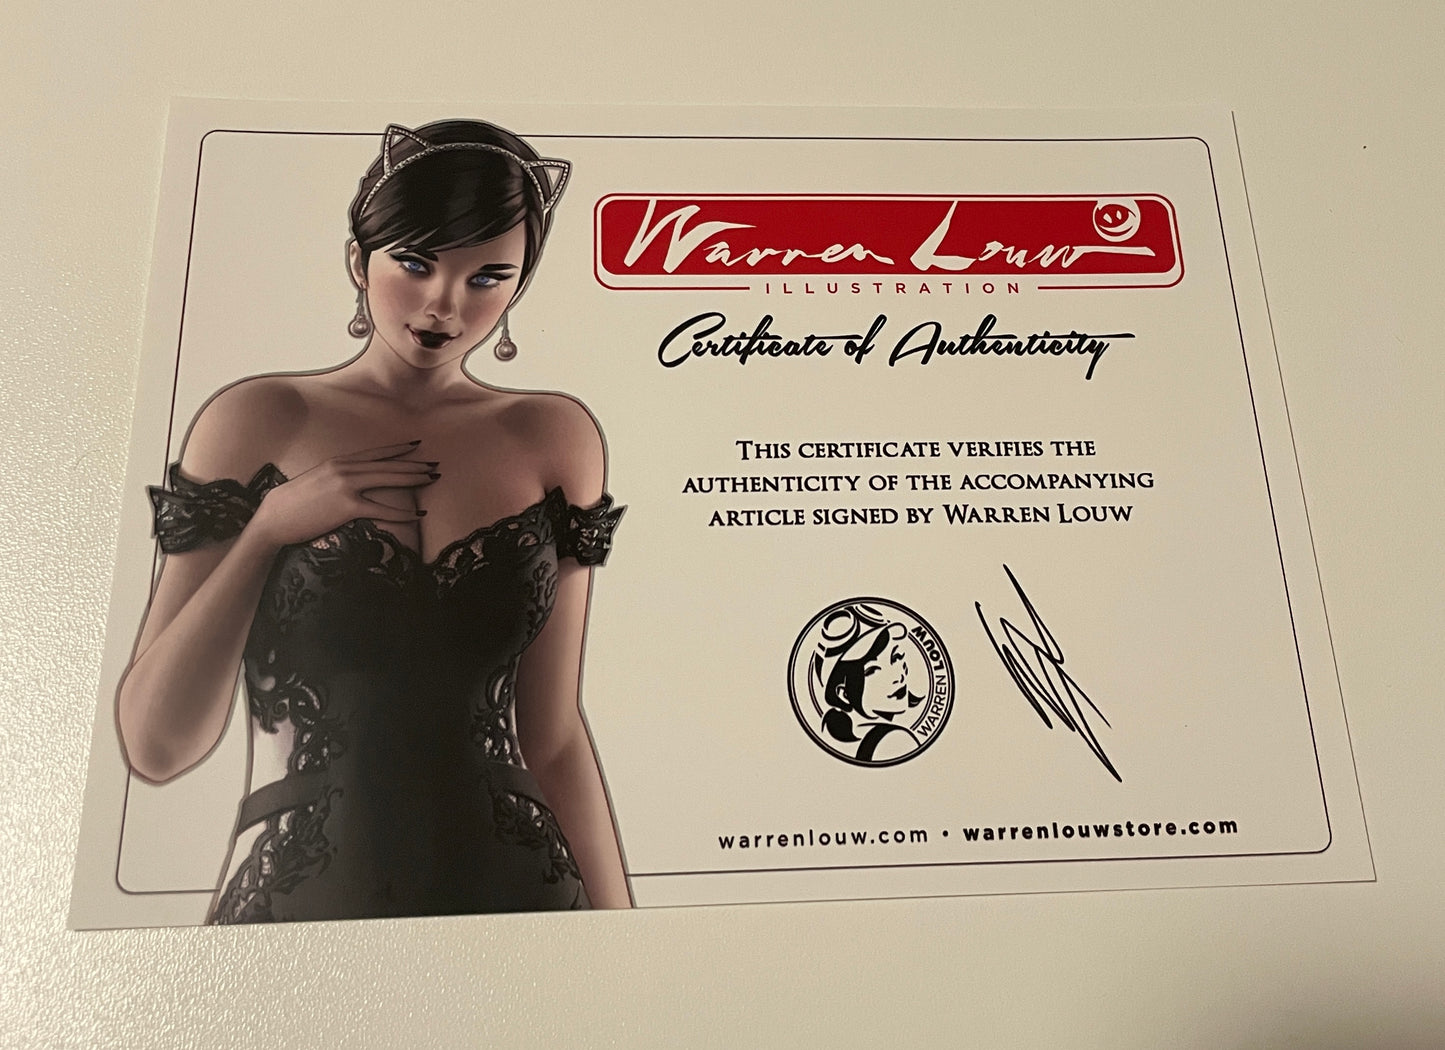 Warren Louw
ILLUSTRATION
Certificate of Authenticity
THIS CERTIFICATE VERIFIES THE
AUTHENTICITY OF THE ACCOMPANYING
ARTICLE SIGNED BY WARREN LOUW
WARREN LOUW
warrenlouw.com • warrenlouwstore.com